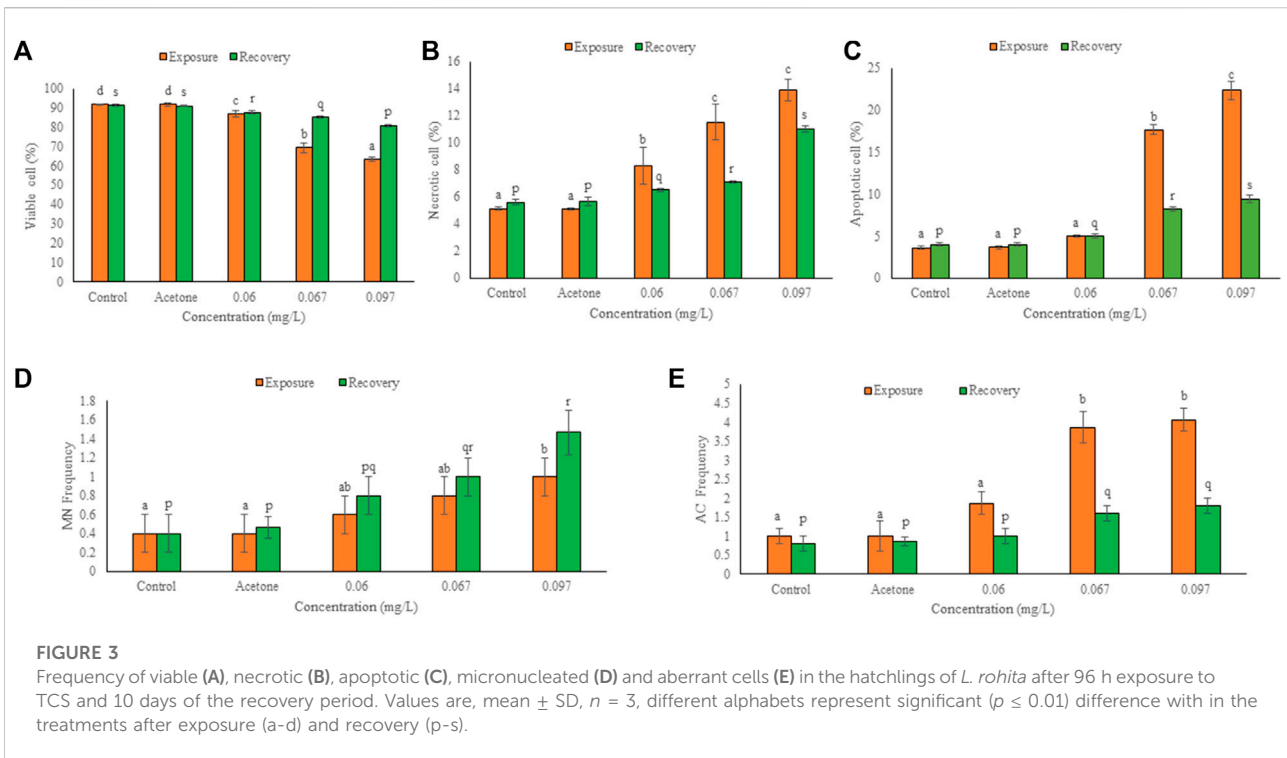 A
Exposure Recovery
d s d s c r b q a p
100
90
80
70
60
50
40
30
20
10
0
Viable cell (%)
Control Acetone 0.06 0.067 0.097
Concentration (mg/L)
B
Exposure Recovery
a p a p b q c r c s
16
14
12
10
8
6
4
2
0
Necrotic cell (%)
Control Acetone 0.06 0.067 0.097
Concentration (mg/L)
C
Exposure Recovery
a p a p a q b r c s
25
20
15
10
5
0
Apoptotic cell (%)
Control Acetone 0.06 0.067 0.097
Concentration (mg/L)
D
Exposure Recovery
a p a p ab pq ab qr b r
1.8
1.6
1.4
1.2
1
0.8
0.6
0.4
0.2
0
MN Frequency
Control Acetone 0.06 0.067 0.097
Concentration (mg/L)
E
Exposure Recovery
a p a p a p b q b q
5
4.5
4
3.5
3
2.5
2
1.5
1
0.5
0
AC Frequency
Control Acetone 0.06 0.067 0.097
Concentration (mg/L)
FIGURE 3
Frequency of viable (A), necrotic (B), apoptotic (C), micronucleated (D) and aberrant cells (E) in the hatchlings of L. rohita after 96 h exposure to
TCS and 10 days of the recovery period. Values are, mean ± SD, n = 3, different alphabets represent significant (p ≤ 0.01) difference with in the
treatments after exposure (a-d) and recovery (p-s).